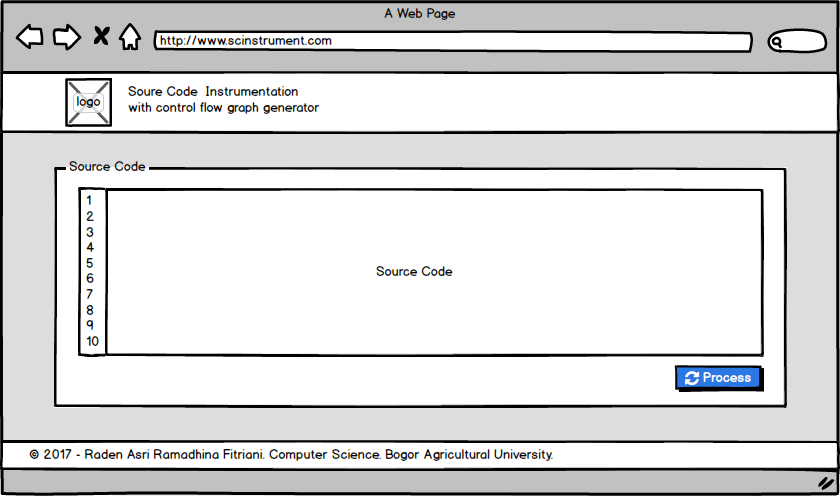 A Web Page
http://www.scinstrument.com
logo
Soure Code Instrumentation
with control flow graph generator
Source Code
1
2
3
4
5
6
7
8
9
10
Source Code
Process
© 2017 - Raden Asri Ramadhina Fitriani. Computer Science. Bogor Agricultural University.